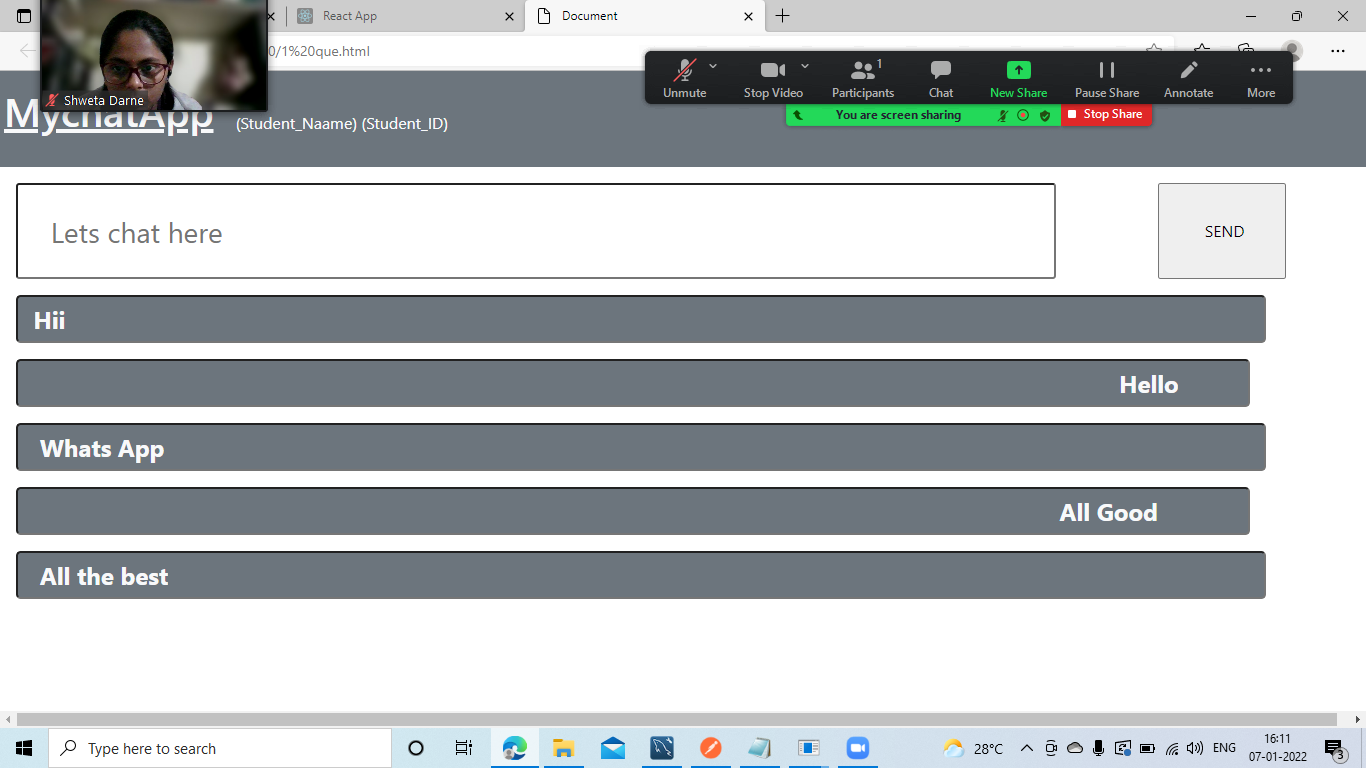 React App
Document
0/1%20que.html
Shweta Darne
Unmute
Stop Video
Participants
1
Chat
New Share
Pause Share
Annotate
More
You are screen sharing
Stop Share
MychatApp
(Student_Naame) (Student_ID)
Lets chat here
SEND
Hii
Hello
Whats App
All Good
All the best
Type here to search
28°C
ENG
16:11
07-01-2022
3